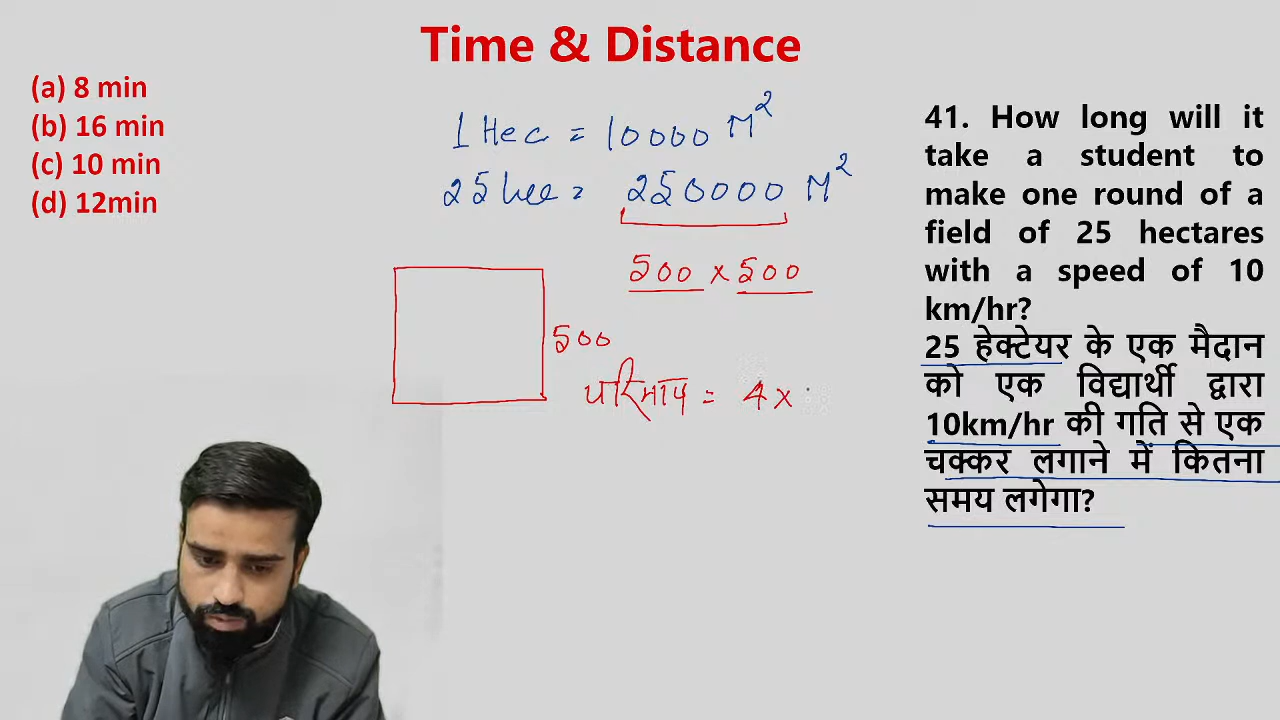 Time & Distance
(a) 8 min
(b) 16 min
(c) 10 min
(d) 12min
1 Hec = 10000 M²
25 hec = 250000 M²
500 × 500
500
परिमाप = 4 ×
41. How long will it
take a student to
make one round of a
field of 25 hectares
with a speed of 10
km/hr?
25 हेक्टेयर के एक मैदान
को एक विद्यार्थी द्वारा
10km/hr की गति से एक
चक्कर लगाने में कितना
समय लगेगा?